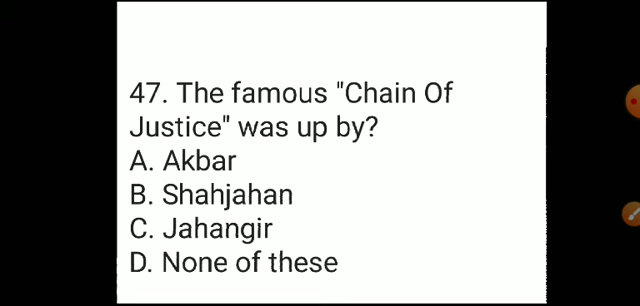 47. The famous "Chain Of
Justice" was up by?
A. Akbar
B. Shahjahan
C. Jahangir
D. None of these